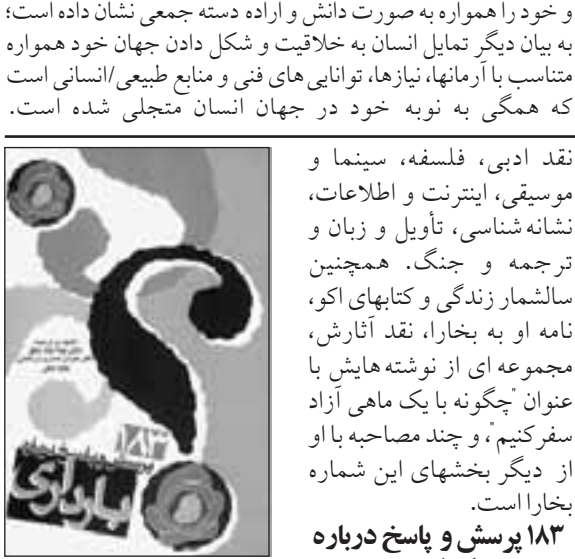 و خود را همواره به صورت دانش و اراده دسته جمعی نشان داده است؛
به بیان دیگر تمایل انسان به خلاقیت و شکل دادن جهان خود همواره
متناسب با آرمانها، نیازها، توانایی های فنی و منابع طبیعی/انسانی است
که همگی به نوبه خود در جهان انسان متجلی شده است.
نقد ادبی، فلسفه، سینما و
موسیقی، اینترنت و اطلاعات،
نشانه شناسی، تأویل و زبان و
ترجمه و جنگ. همچنین
سالشمار زندگی و کتابهای اکو،
نامه او به بخارا، نقد آثارش،
مجموعه ای از نوشته هایش با
عنوان "چگونه با یک ماهی آزاد
سفرکنیم"، و چند مصاحبه با او
از دیگر بخشهای این شماره
بخارا است.
۱۸۳ پرسش و پاسخ درباره
۱۸۳
بارداری